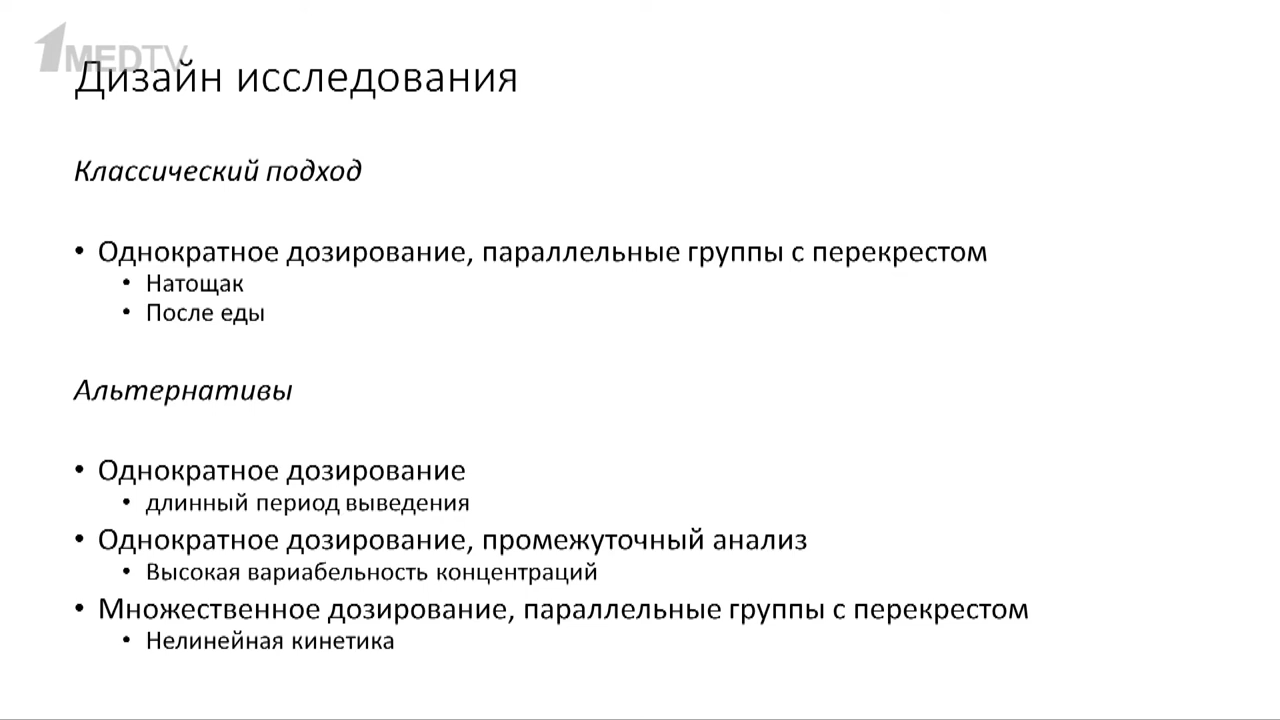 1MEDTV
Дизайн исследования
Классический подход
• Однократное дозирование, параллельные группы с перекрестом
• Натощак
• После еды
Альтернативы
• Однократное дозирование
• длинный период выведения
• Однократное дозирование, промежуточный анализ
• Высокая вариабельность концентраций
• Множественное дозирование, параллельные группы с перекрестом
• Нелинейная кинетика